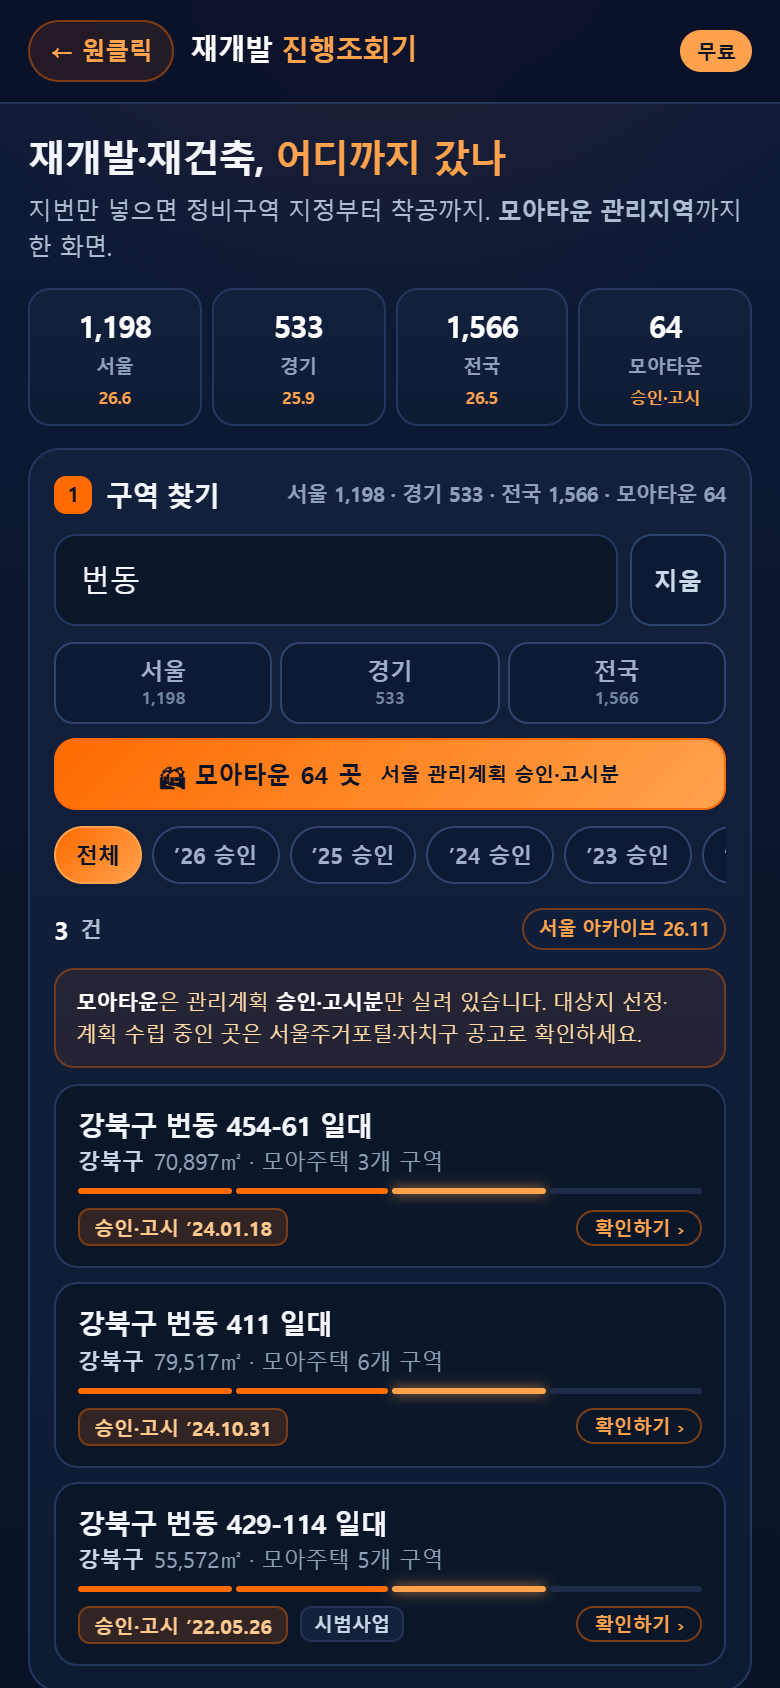 ← 원클릭 재개발 진행조회기 무료
재개발·재건축, 어디까지 갔나
지번만 넣으면 정비구역 지정부터 착공까지. 모아타운 관리지역까지
한 화면.
1,198 533 1,566 64
서울 경기 전국 모아타운
26.6 25.9 26.5 승인·고시
1 구역 찾기 서울 1,198 · 경기 533 · 전국 1,566 · 모아타운 64
번동 지움
서울 경기 전국
1,198 533 1,566
모아타운 64 곳 서울 관리계획 승인·고시분
전체 ’26 승인 ’25 승인 ’24 승인 ’23 승인
3 건 서울 아카이브 26.11
모아타운은 관리계획 승인·고시분만 실려 있습니다. 대상지 선정·
계획 수립 중인 곳은 서울주거포털·자치구 공고로 확인하세요.
강북구 번동 454-61 일대
강북구 70,897㎡ · 모아주택 3개 구역
승인·고시 ’24.01.18 확인하기 ›
강북구 번동 411 일대
강북구 79,517㎡ · 모아주택 6개 구역
승인·고시 ’24.10.31 확인하기 ›
강북구 번동 429-114 일대
강북구 55,572㎡ · 모아주택 5개 구역
승인·고시 ’22.05.26 시범사업 확인하기 ›